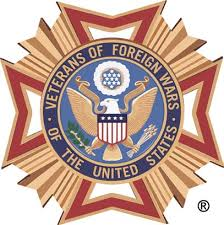 VETERANS OF FOREIGN WARS
• OF THE UNITED STATES •
®